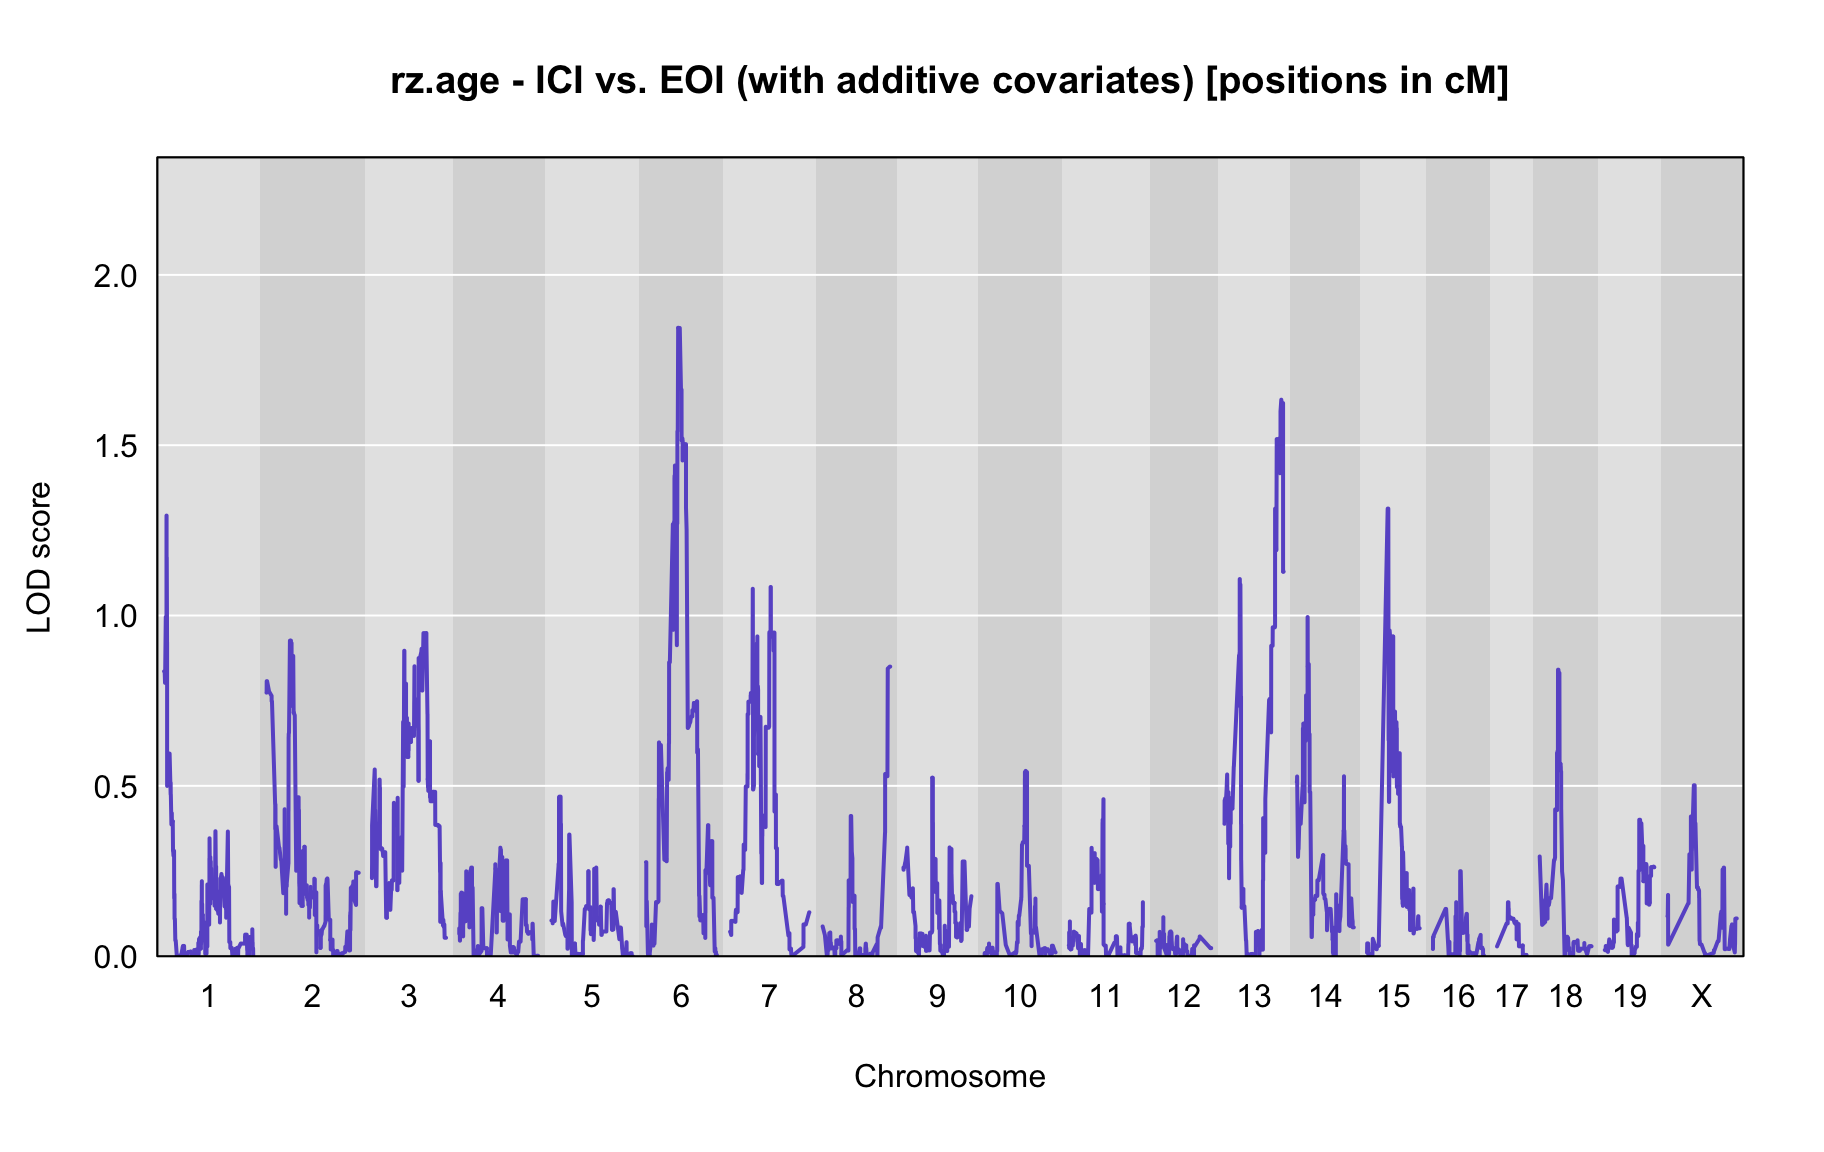 rz.age - ICI vs. EOI (with additive covariates) [positions in cM]
LOD score
2.0
1.5
1.0
0.5
0.0
1 2 3 4 5 6 7 8 9 10 11 12 13 14 15 16 17 18 19 X
Chromosome